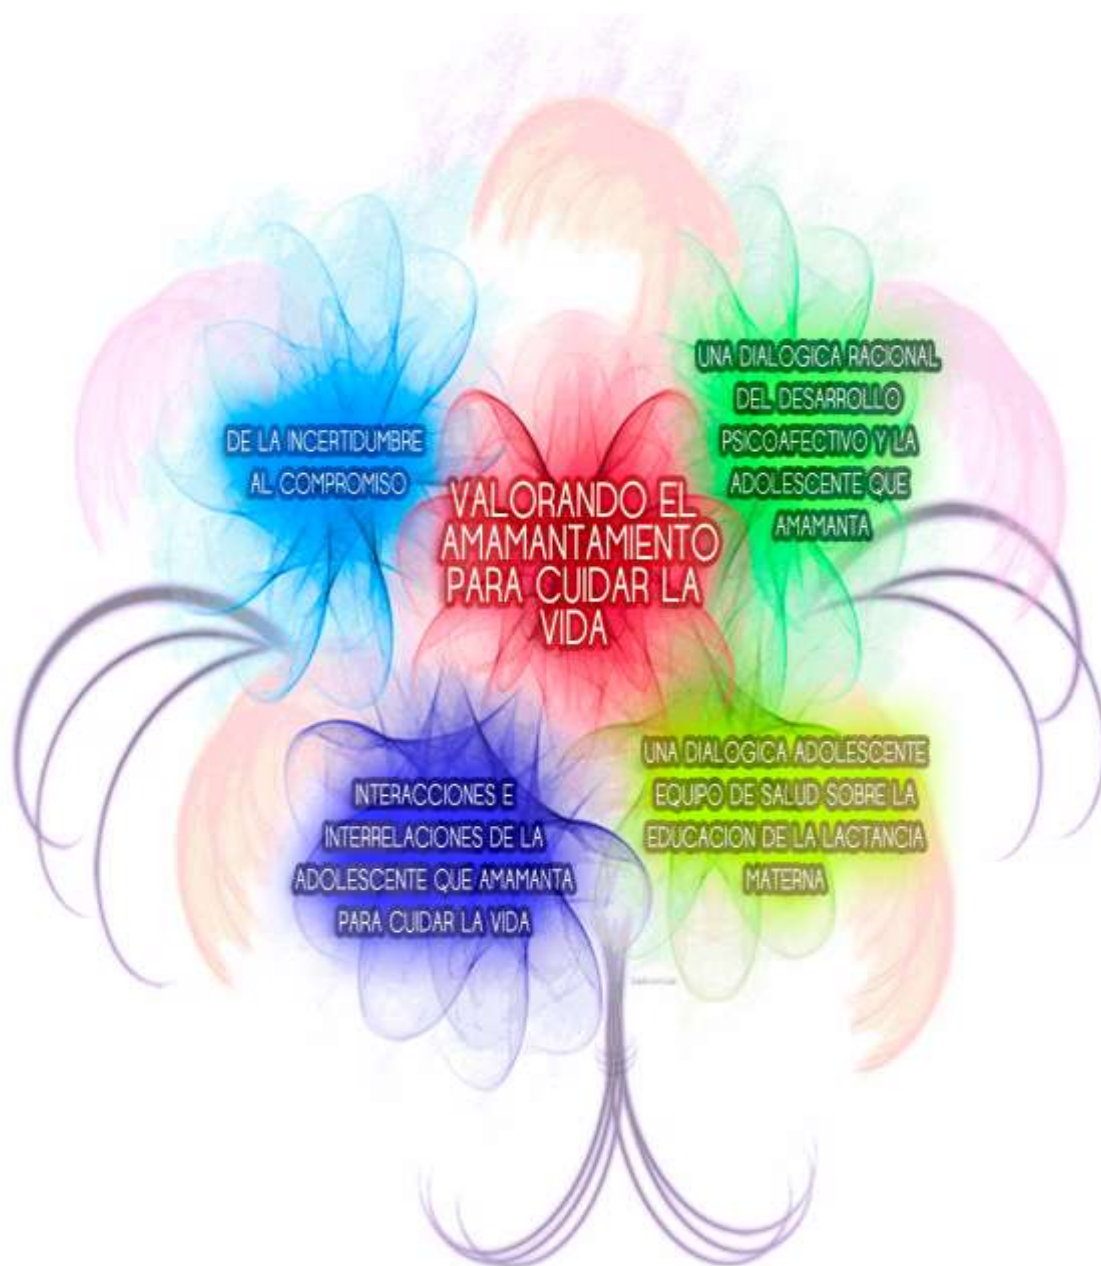 DE LA INCERTIDUMBRE
AL COMPROMISO
UNA DIALOGICA RACIONAL
DEL DESARROLLO
PSICOAFECTIVO Y LA
ADOLESCENTE QUE
AMAMANTA
VALORANDO EL
AMAMANTAMIENTO
PARA CUIDAR LA
VIDA
INTERACCIONES E
INTERRELACIONES DE LA
ADOLESCENTE QUE AMAMANTA
PARA CUIDAR LA VIDA
UNA DIALOGICA ADOLESCENTE
EQUIPO DE SALUD SOBRE LA
EDUCACION DE LA LACTANCIA
MATERNA